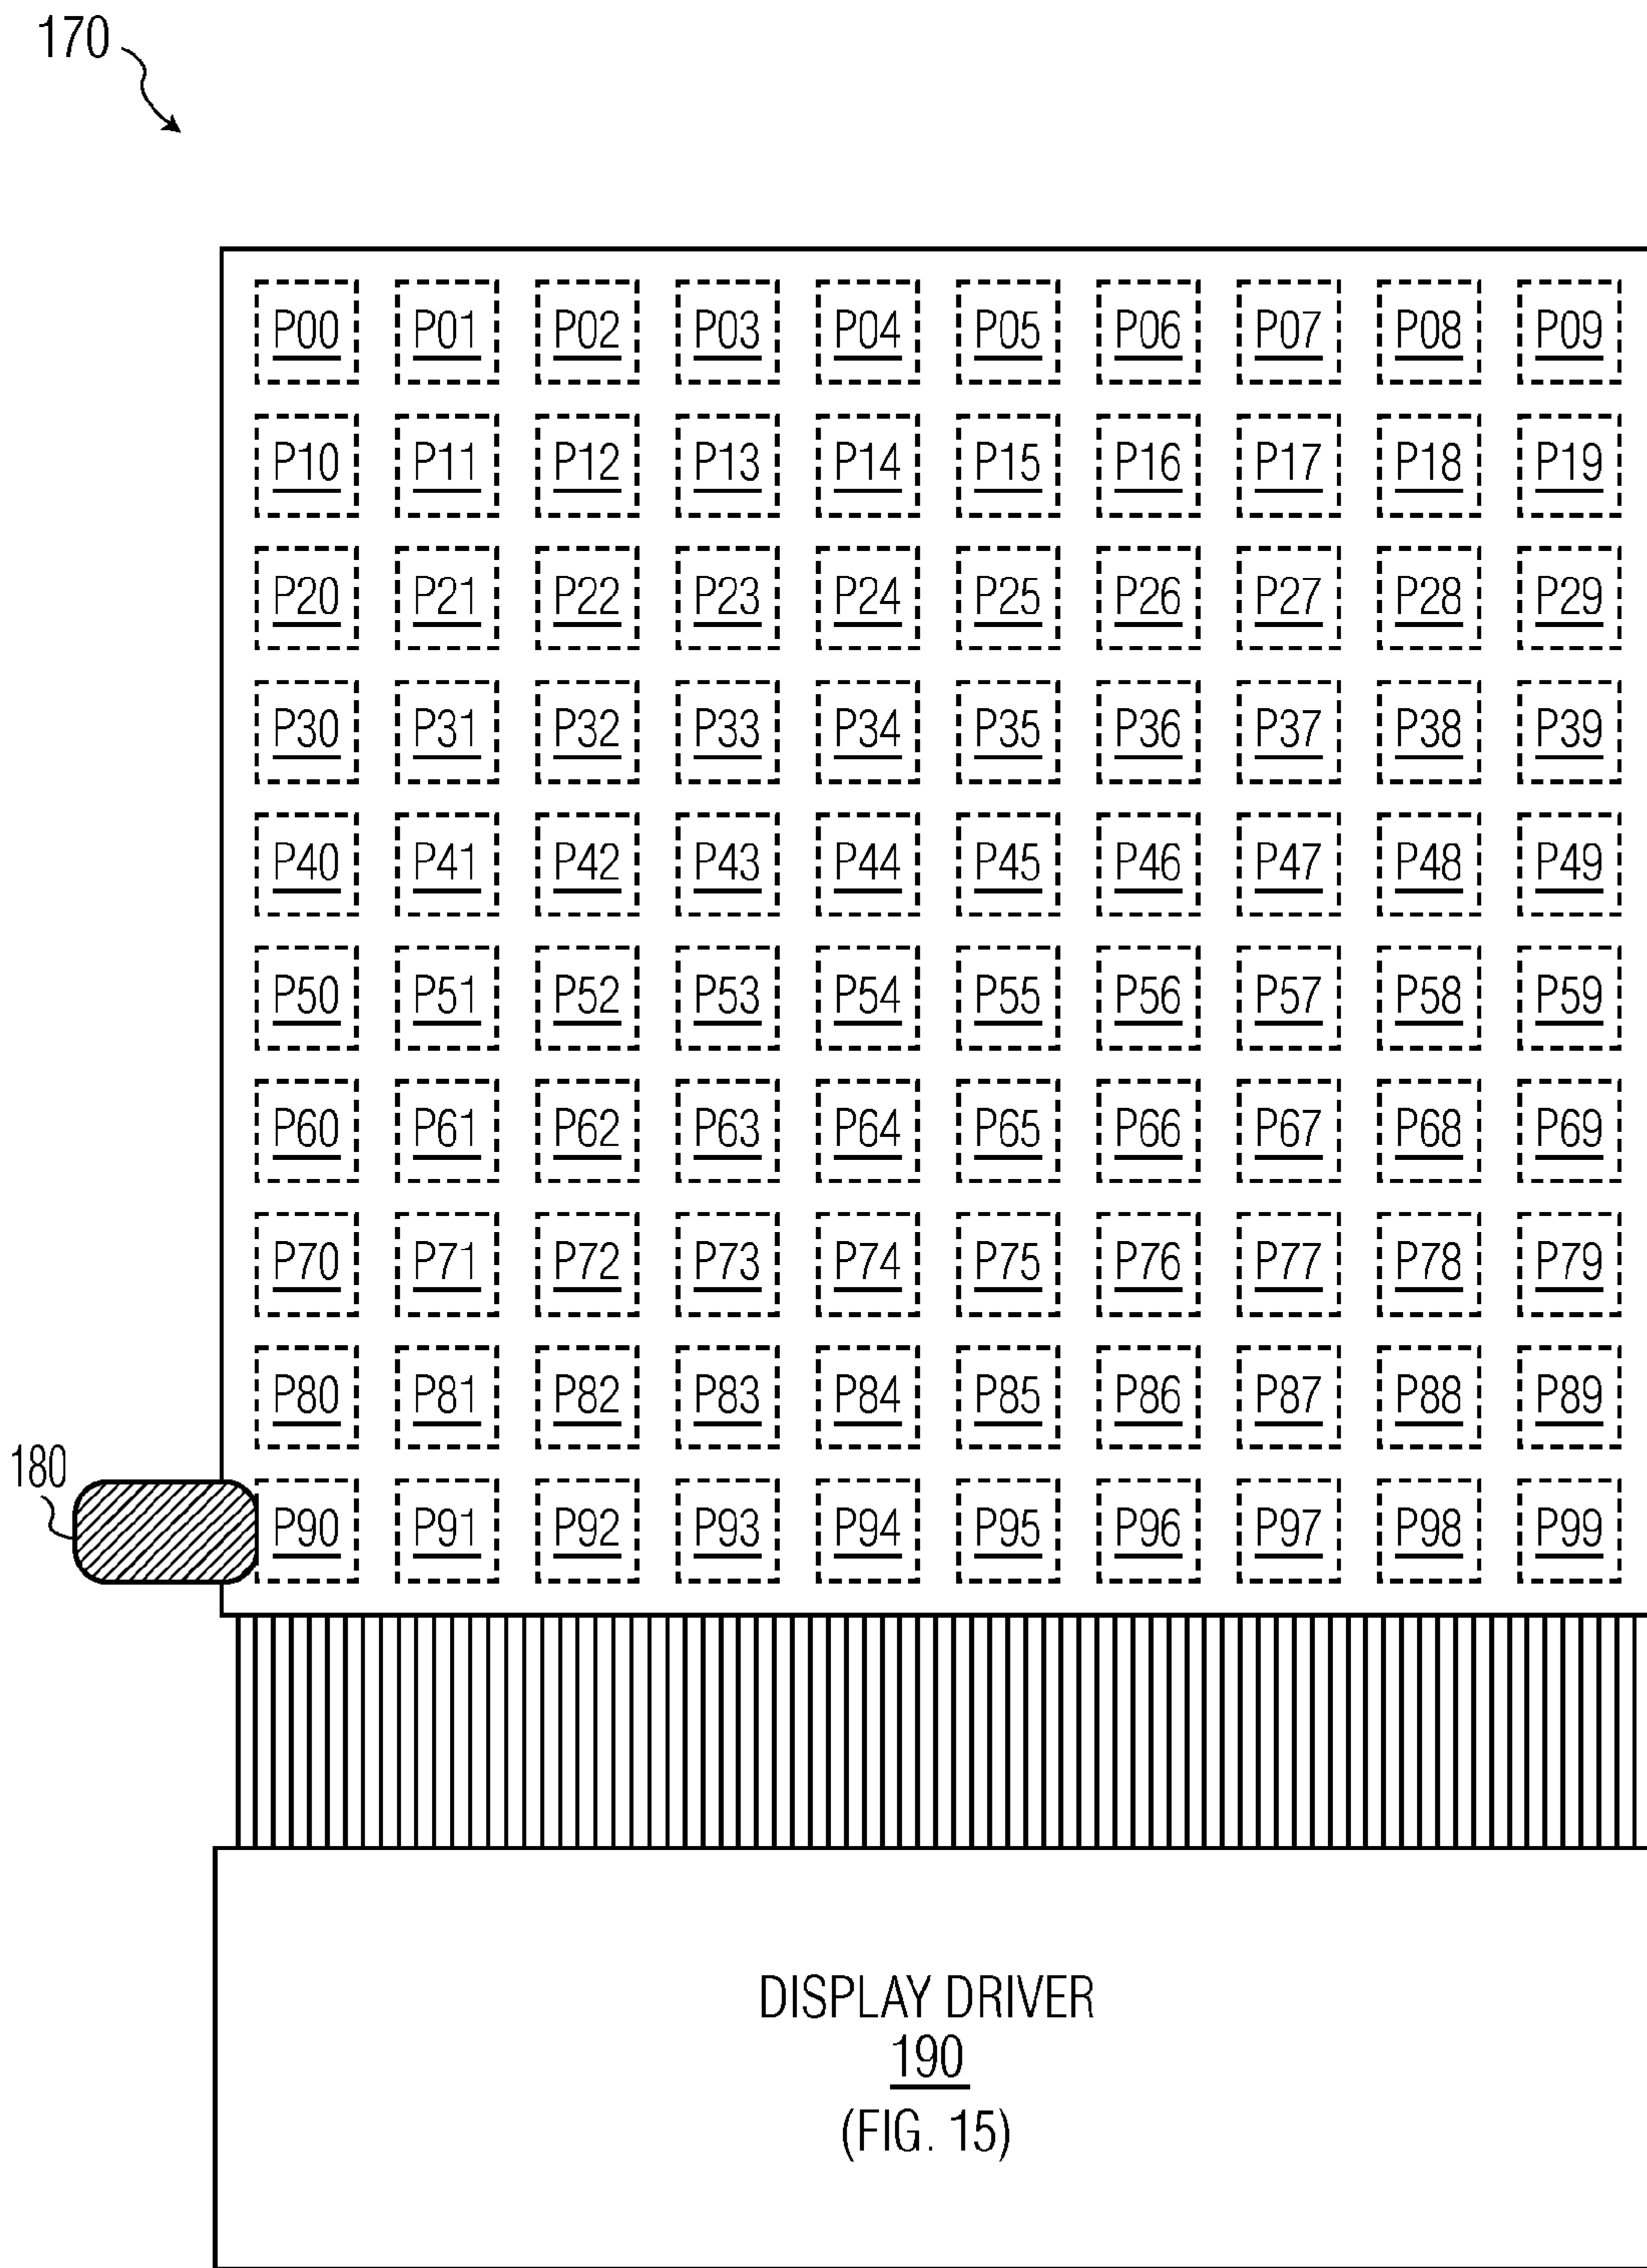 170
P00 P01 P02 P03 P04 P05 P06 P07 P08 P09
P10 P11 P12 P13 P14 P15 P16 P17 P18 P19
P20 P21 P22 P23 P24 P25 P26 P27 P28 P29
P30 P31 P32 P33 P34 P35 P36 P37 P38 P39
P40 P41 P42 P43 P44 P45 P46 P47 P48 P49
P50 P51 P52 P53 P54 P55 P56 P57 P58 P59
P60 P61 P62 P63 P64 P65 P66 P67 P68 P69
P70 P71 P72 P73 P74 P75 P76 P77 P78 P79
P80 P81 P82 P83 P84 P85 P86 P87 P88 P89
180
P90 P91 P92 P93 P94 P95 P96 P97 P98 P99
DISPLAY DRIVER
190
(FIG. 15)